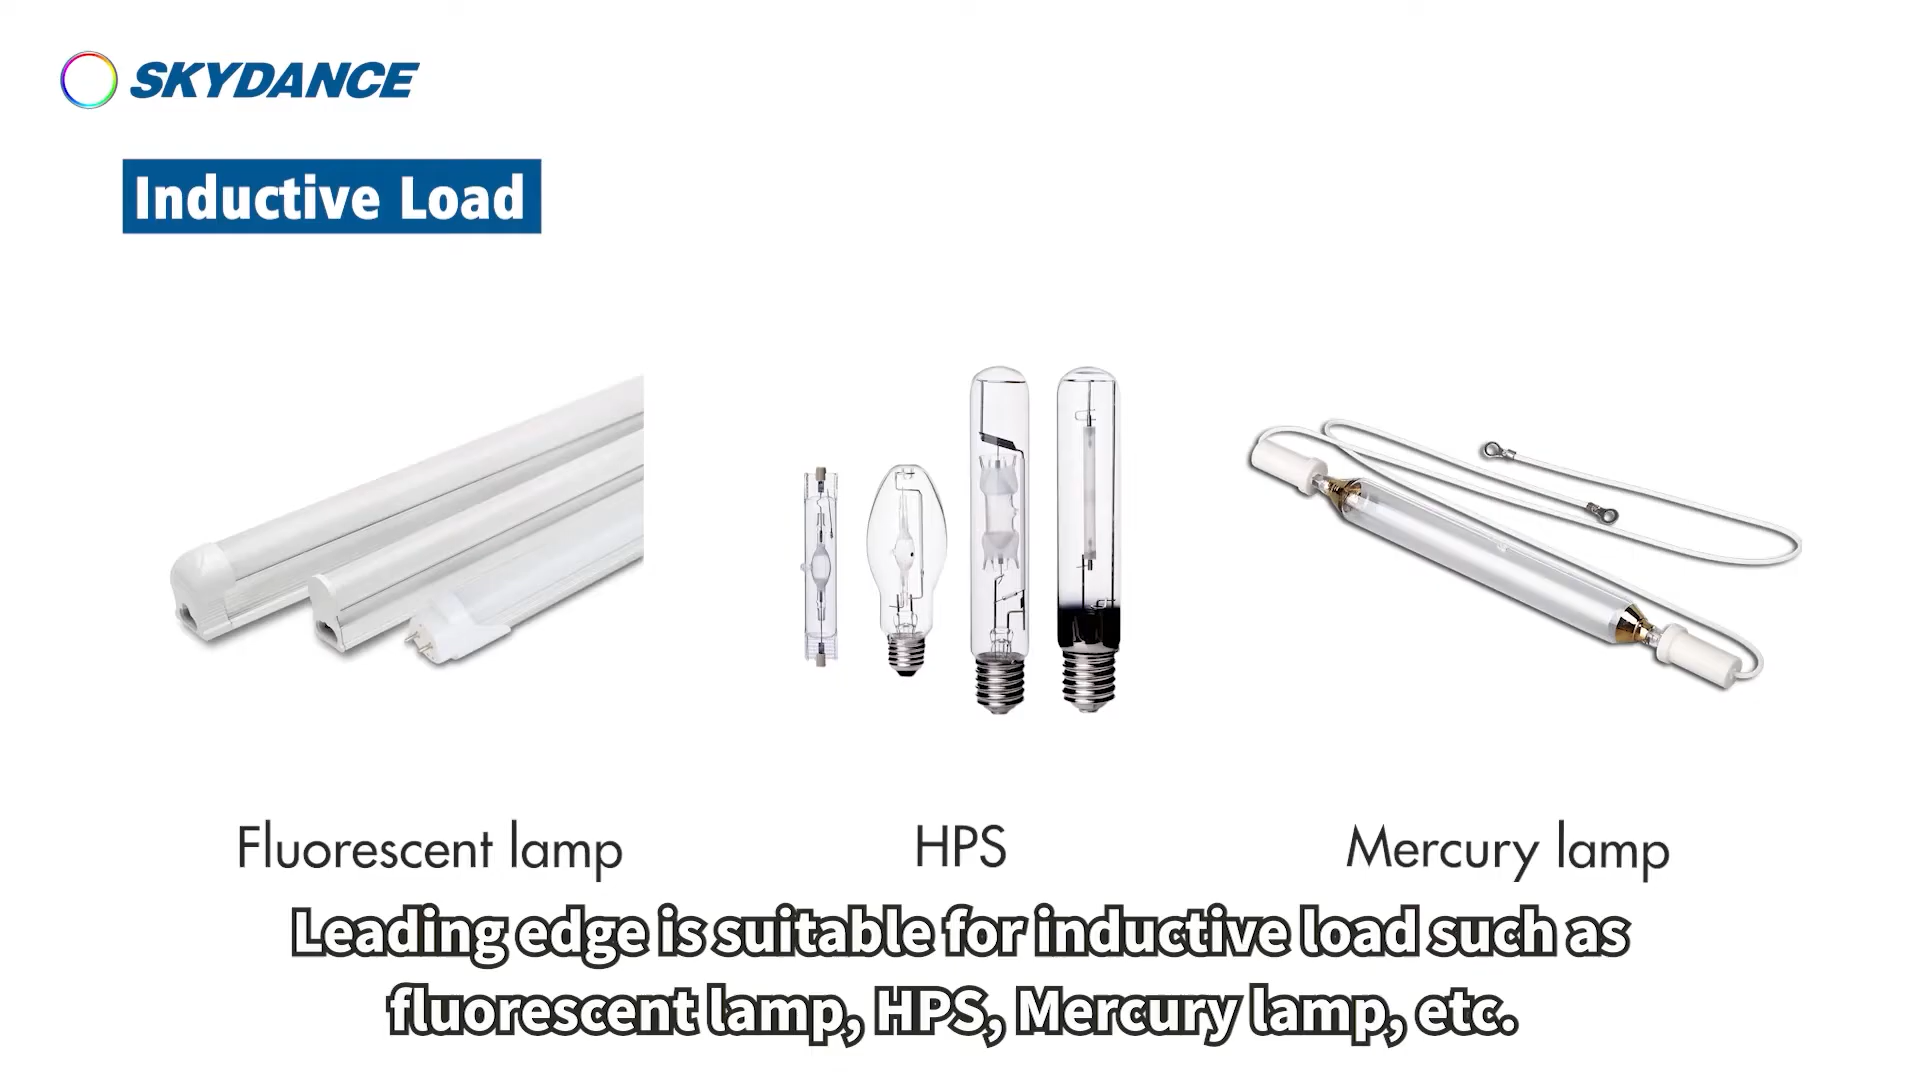 SKYDANCE
Inductive Load
Fluorescent lamp
HPS
Mercury lamp
Leading edge is suitable for inductive load such as
fluorescent lamp, HPS, Mercury lamp, etc.